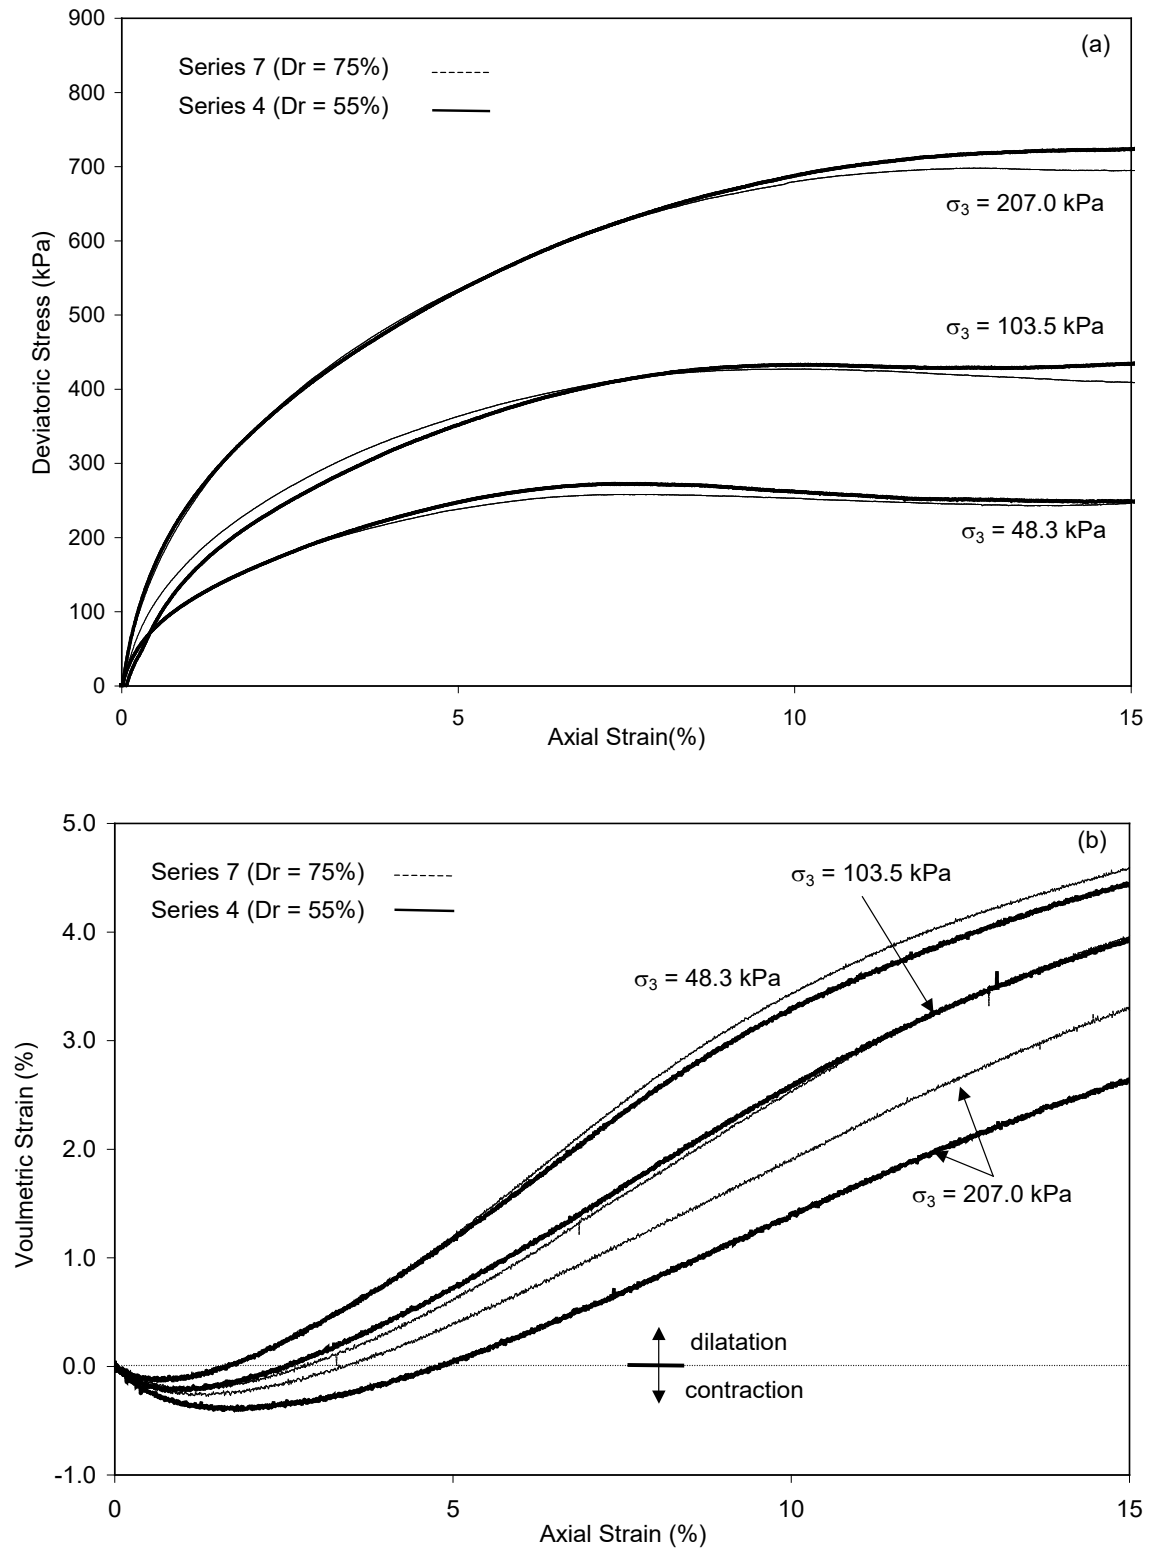 (a)
Series 7 (Dr = 75%)
Series 4 (Dr = 55%)
900
800
700
600
500
400
300
200
100
0
Deviatoric Stress (kPa)
σ3 = 207.0 kPa
σ3 = 103.5 kPa
σ3 = 48.3 kPa
0 5 10 15
Axial Strain(%)
(b)
Series 7 (Dr = 75%)
Series 4 (Dr = 55%)
5.0
4.0
3.0
2.0
1.0
0.0
-1.0
Voulmetric Strain (%)
σ3 = 103.5 kPa
σ3 = 48.3 kPa
σ3 = 207.0 kPa
dilatation
contraction
0 5 10 15
Axial Strain (%)